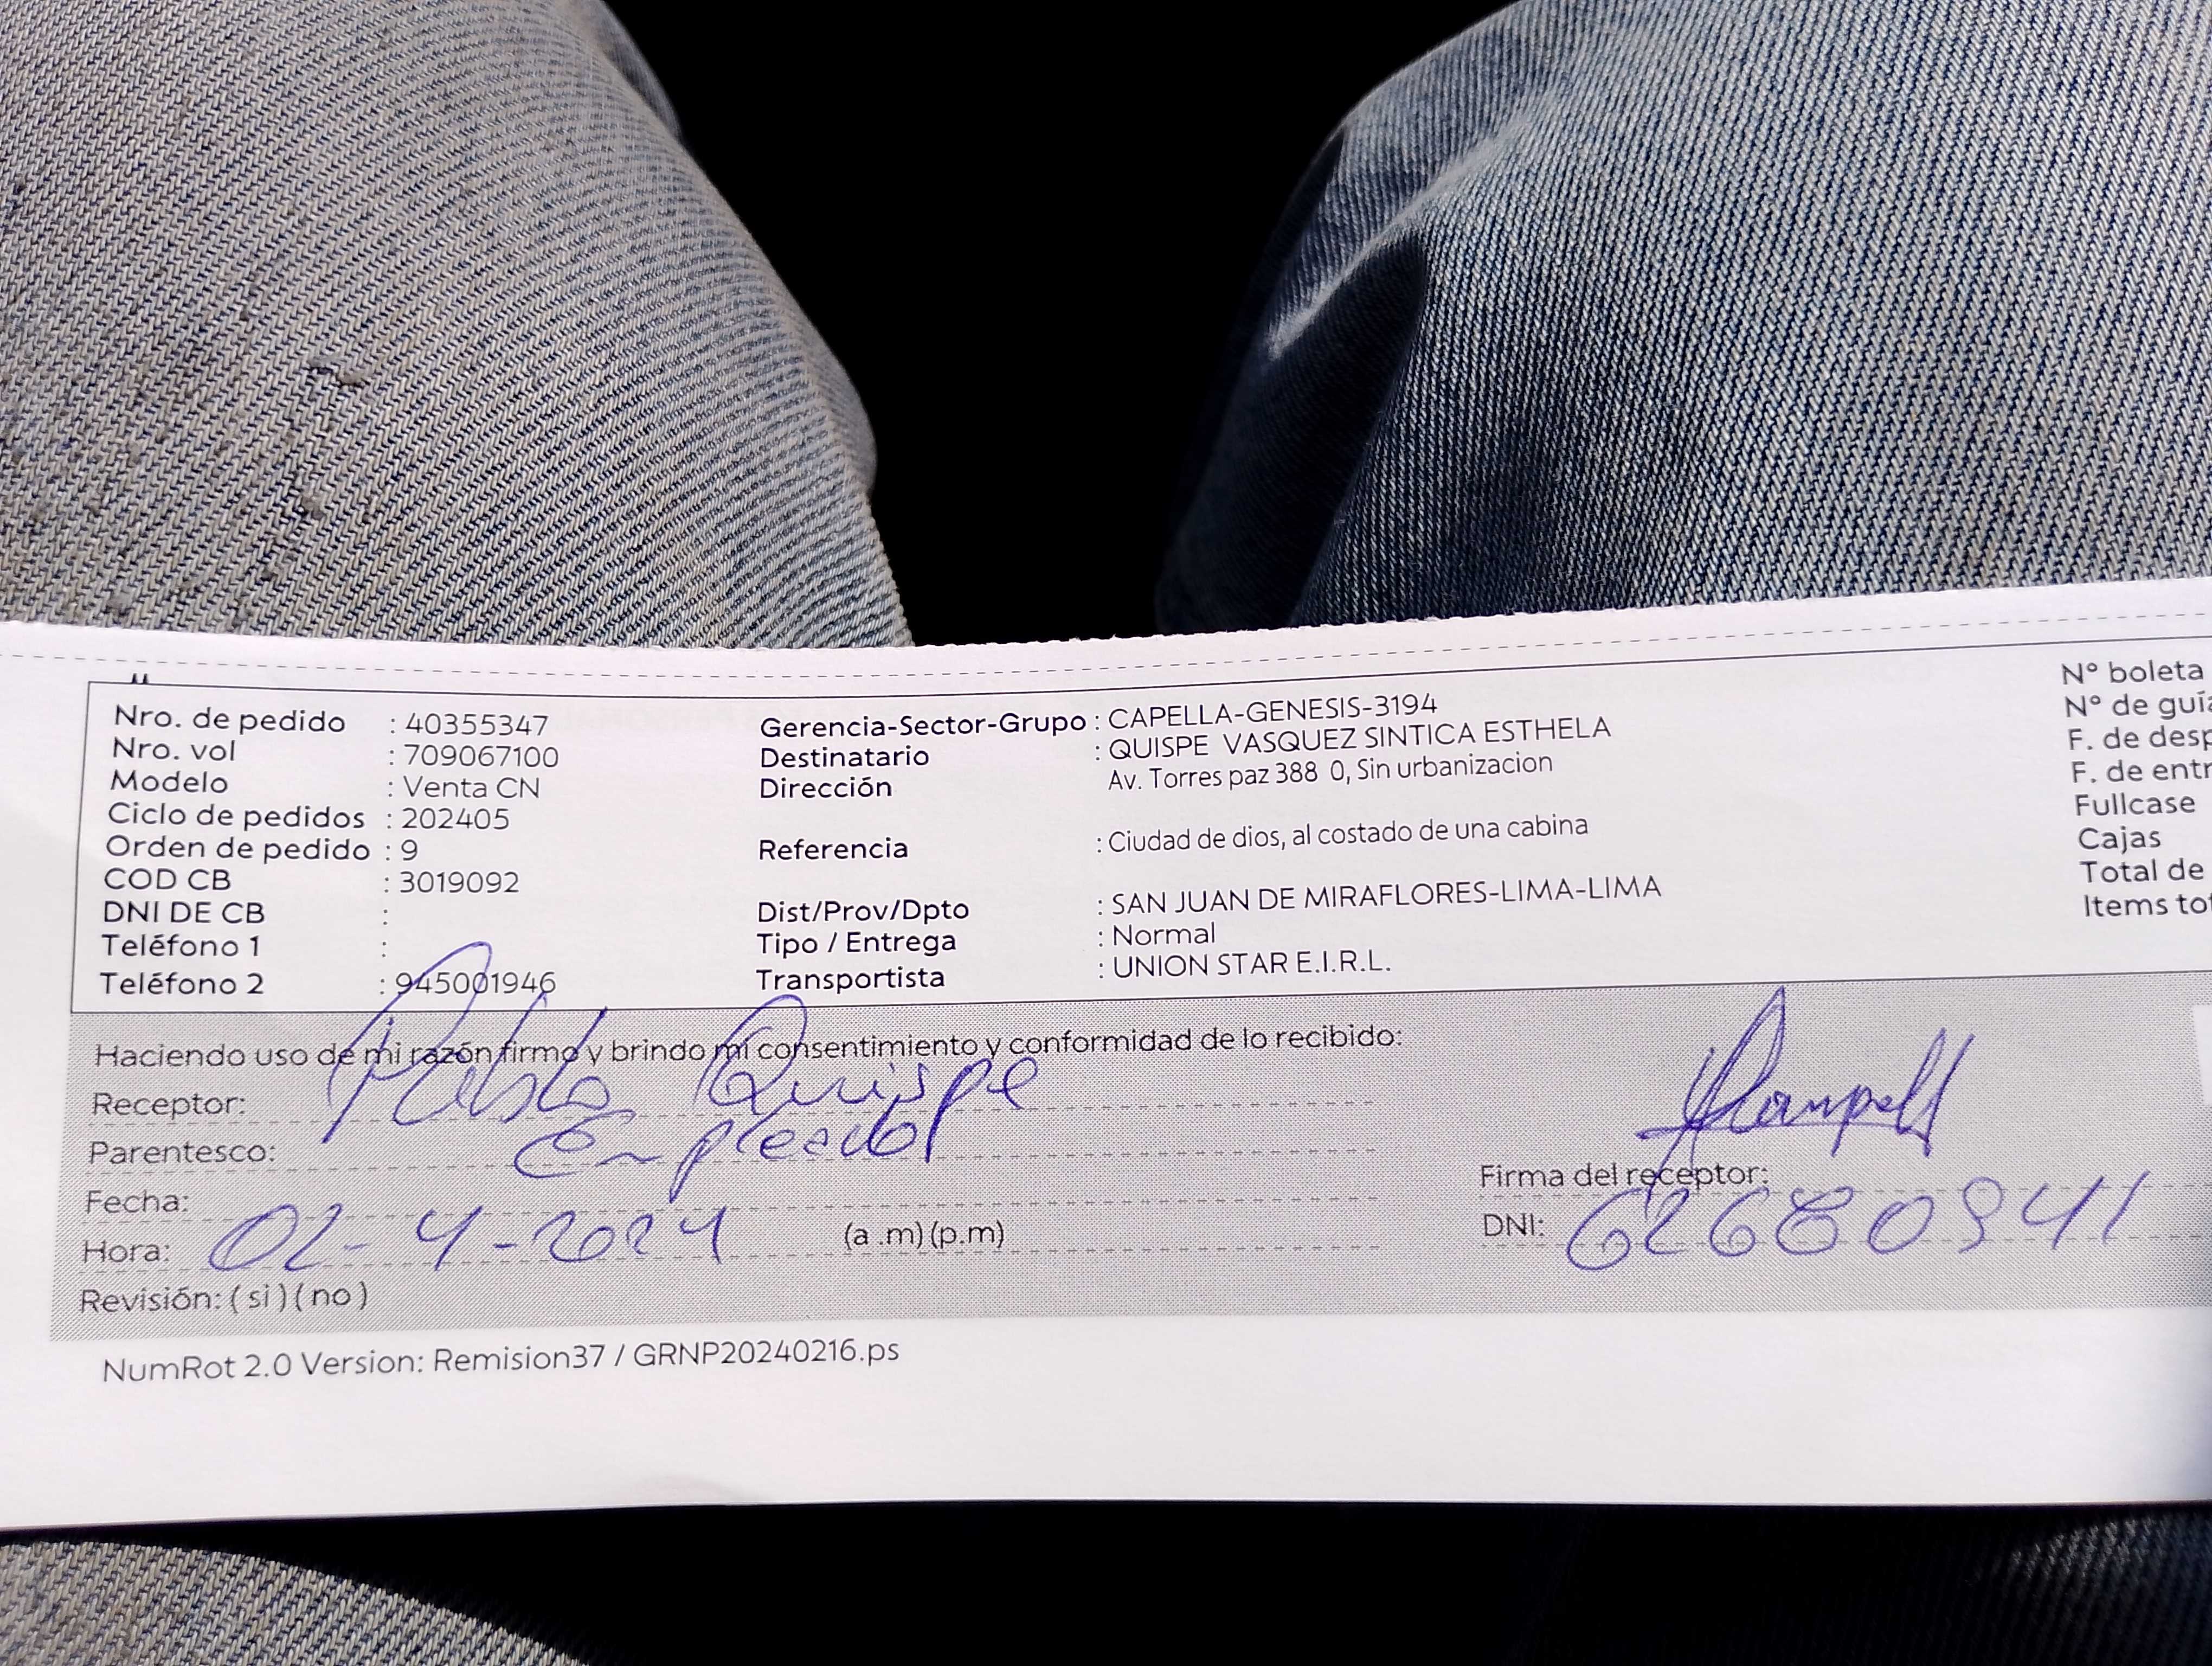 Nro. de pedido : 40355347
Nro. vol : 709067100
Modelo : Venta CN
Ciclo de pedidos : 202405
Orden de pedido : 9
COD CB : 3019092
DNI DE CB :
Teléfono 1 :
Teléfono 2 : 945001946
Gerencia-Sector-Grupo : CAPELLA-GENESIS-3194
Destinatario : QUISPE VASQUEZ SINTICA ESTHELA
Dirección Av. Torres paz 388 0, Sin urbanizacion
Referencia : Ciudad de dios, al costado de una cabina
Dist/Prov/Dpto : SAN JUAN DE MIRAFLORES-LIMA-LIMA
Tipo / Entrega : Normal
Transportista : UNION STAR E.I.R.L.
N° boleta
N° de guía
F. de desp
F. de entr
Fullcase
Cajas
Total de
Items tot
Haciendo uso de mi razón firmo y brindo mi consentimiento y conformidad de lo recibido:
Receptor: Pablo Quispe
Parentesco: Empleado
Fecha:
Hora: 02-4-2024 (a .m) (p.m)
Revisión: ( si ) ( no )
Firma del receptor:
DNI: 62680941
NumRot 2.0 Version: Remision37 / GRNP20240216.ps